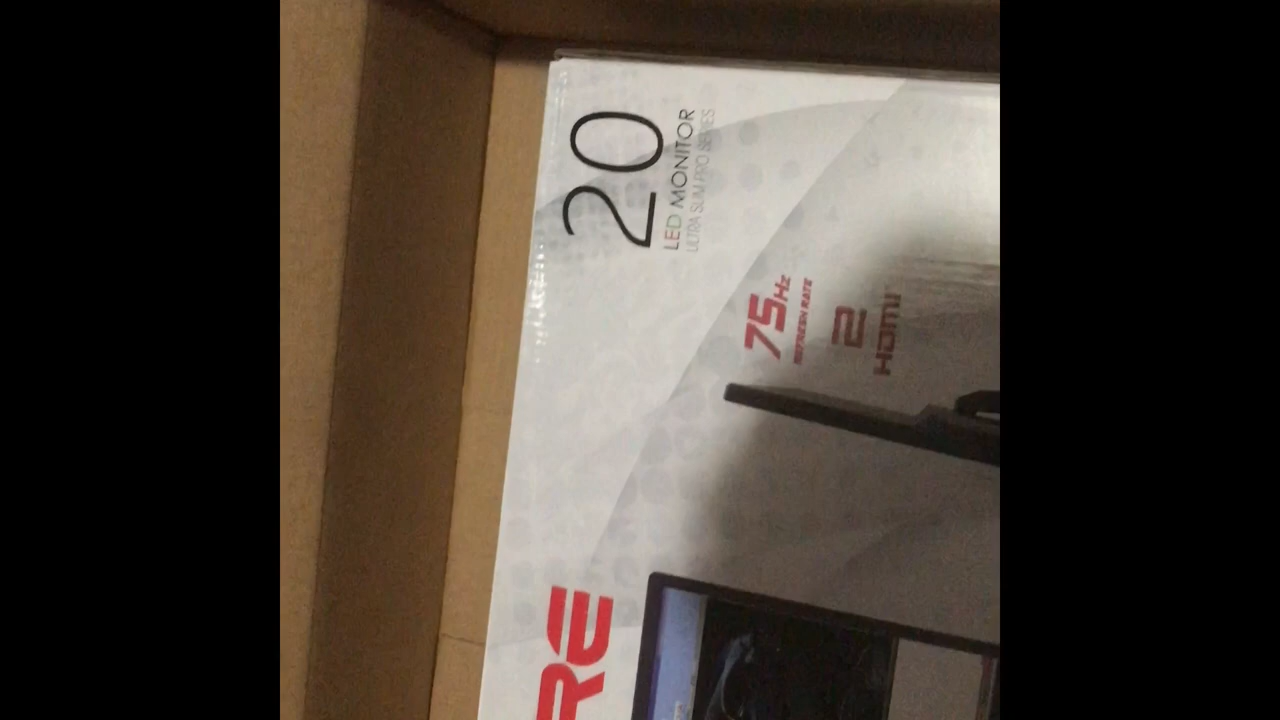 20
LED MONITOR
ULTRA SLIM PRO SERIES
75Hz
REFRESH RATE
2
HDMI
RE